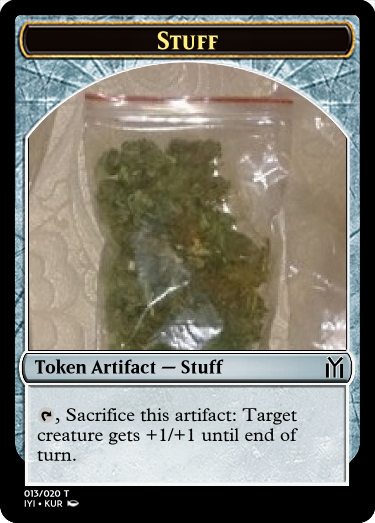 Stuff
Token Artifact — Stuff
, Sacrifice this artifact: Target
creature gets +1/+1 until end of
turn.
013/020 T
IYI • KUR